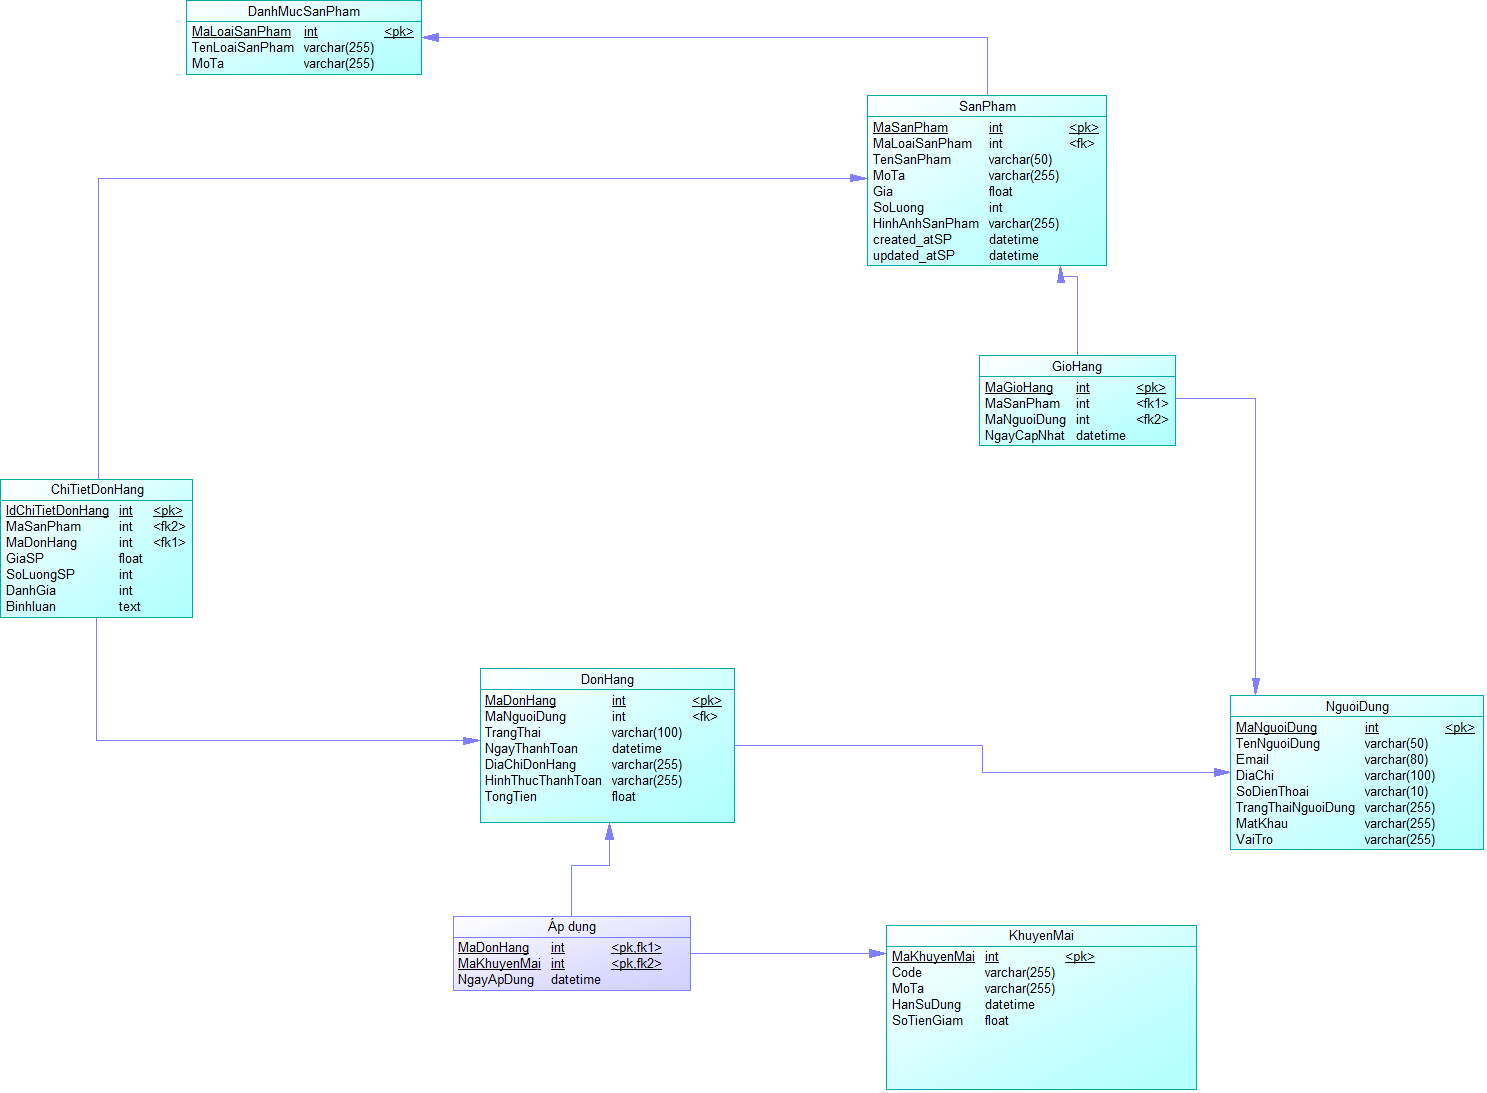 DanhMucSanPham
MaLoaiSanPham int <pk>
TenLoaiSanPham varchar(255)
MoTa varchar(255)
SanPham
MaSanPham int <pk>
MaLoaiSanPham int <fk>
TenSanPham varchar(50)
MoTa varchar(255)
Gia float
SoLuong int
HinhAnhSanPham varchar(255)
created_atSP datetime
updated_atSP datetime
GioHang
MaGioHang int <pk>
MaSanPham int <fk1>
MaNguoiDung int <fk2>
NgayCapNhat datetime
ChiTietDonHang
IdChiTietDonHang int <pk>
MaSanPham int <fk2>
MaDonHang int <fk1>
GiaSP float
SoLuongSP int
DanhGia int
Binhluan text
DonHang
MaDonHang int <pk>
MaNguoiDung int <fk>
TrangThai varchar(100)
NgayThanhToan datetime
DiaChiDonHang varchar(255)
HinhThucThanhToan varchar(255)
TongTien float
NguoiDung
MaNguoiDung int <pk>
TenNguoiDung varchar(50)
Email varchar(80)
DiaChi varchar(100)
SoDienThoai varchar(10)
TrangThaiNguoiDung varchar(255)
MatKhau varchar(255)
VaiTro varchar(255)
Áp dụng
MaDonHang int <pk,fk1>
MaKhuyenMai int <pk,fk2>
NgayApDung datetime
KhuyenMai
MaKhuyenMai int <pk>
Code varchar(255)
MoTa varchar(255)
HanSuDung datetime
SoTienGiam float